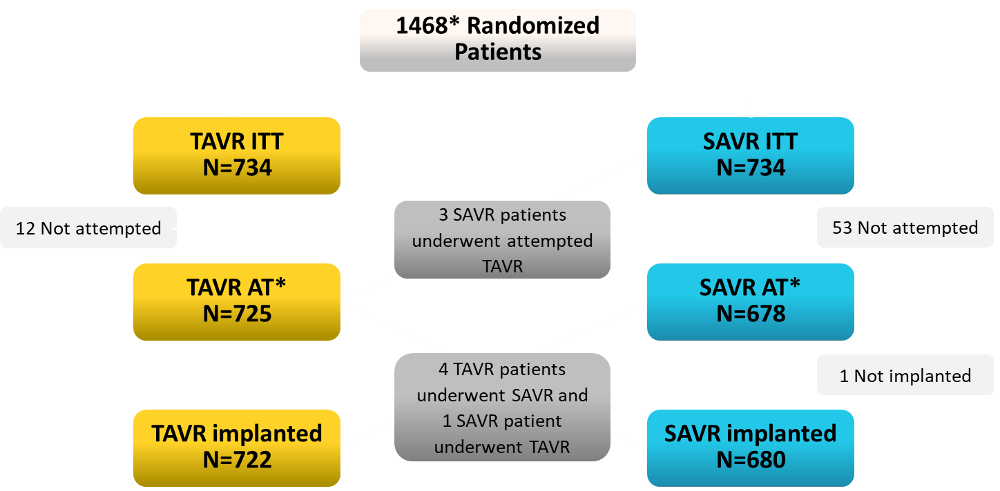 1468* Randomized
Patients
TAVR ITT
N=734
SAVR ITT
N=734
12 Not attempted
3 SAVR patients
underwent attempted
TAVR
53 Not attempted
TAVR AT*
N=725
SAVR AT*
N=678
4 TAVR patients
underwent SAVR and
1 SAVR patient
underwent TAVR
1 Not implanted
TAVR implanted
N=722
SAVR implanted
N=680